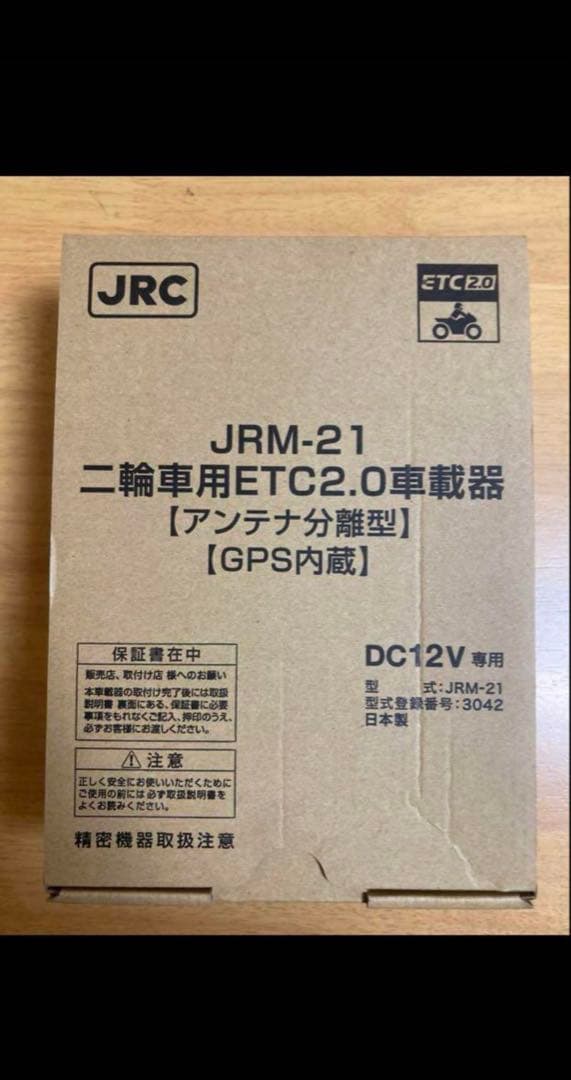 JRC
ETC 2.0
JRM-21
二輪車用ETC2.0車載器
【アンテナ分離型】
【GPS内蔵】
保証書在中
販売店、取付け店 様へのお願い
本車載器の取付け完了後には取扱
説明書 裏面にある、保証書に必要
事項をもれなくご記入、押印のうえ、
必ずお客様にお渡しください。
注意
正しく安全にお使いいただくために
ご使用の前には必ず取扱説明書を
よくお読みください。
精密機器取扱注意
DC12V 専用
型 式:JRM-21
型式登録番号:3042
日本製